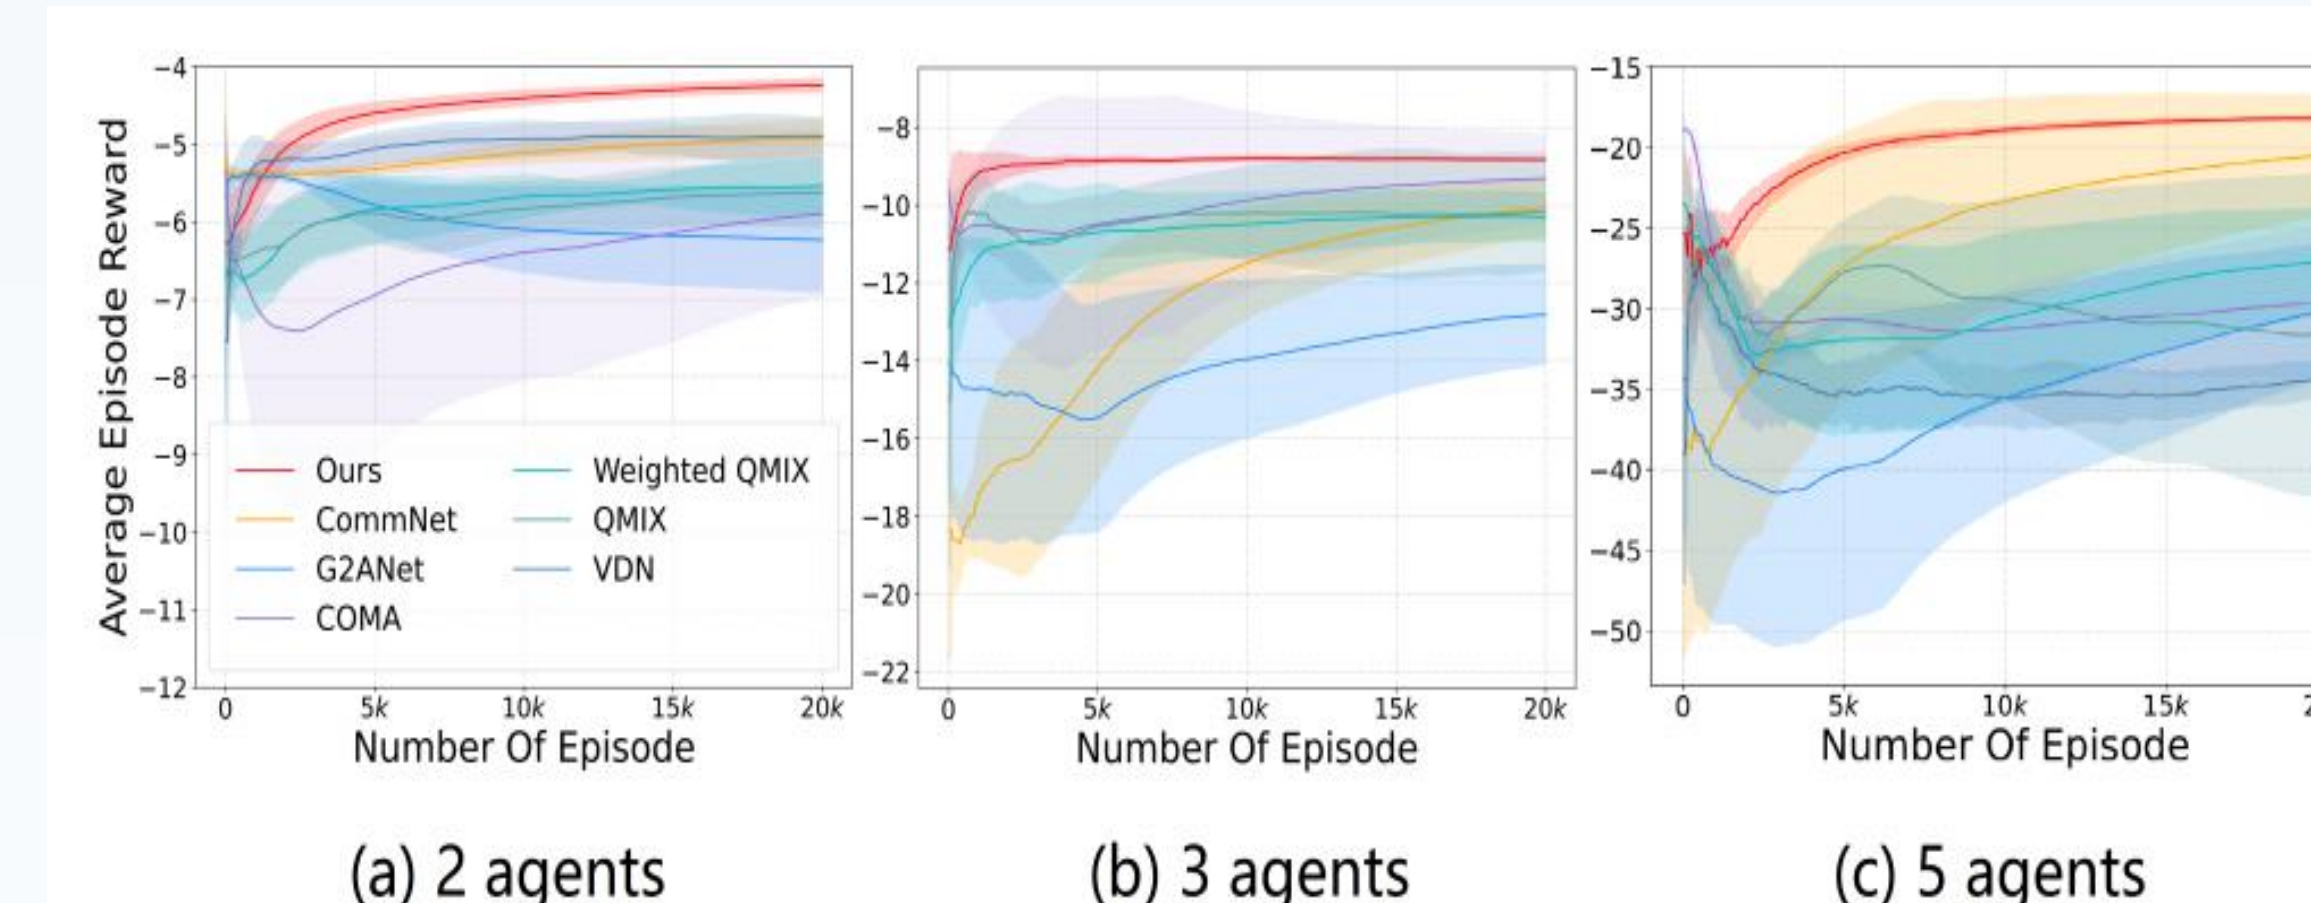 Average Episode Reward
−4
−5
−6
−7
−8
−9
−10
−11
−12
Ours
CommNet
G2ANet
COMA
Weighted QMIX
QMIX
VDN
0 5k 10k 15k 20k
Number Of Episode
(a) 2 agents
−8
−10
−12
−14
−16
−18
−20
−22
0 5k 10k 15k 20k
Number Of Episode
(b) 3 agents
−15
−20
−25
−30
−35
−40
−45
−50
0 5k 10k 15k 2
Number Of Episode
(c) 5 agents